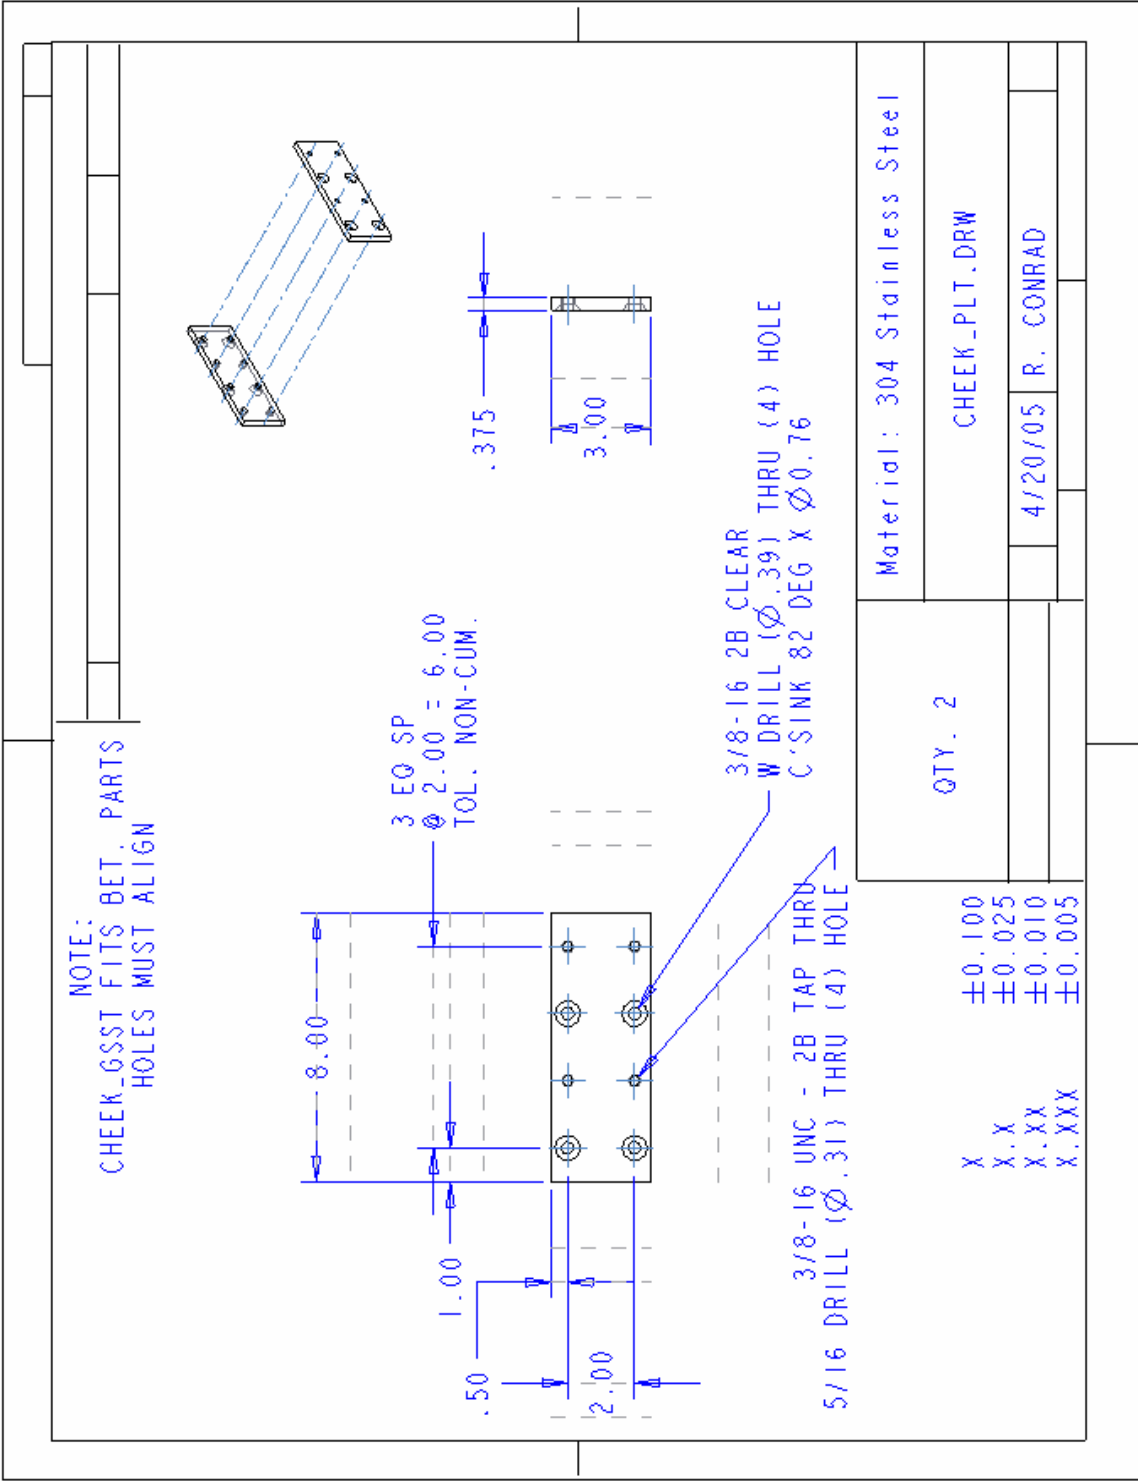 NOTE:
CHEEK_GSST FITS BET. PARTS
HOLES MUST ALIGN
8.00
3 EQ SP
@ 2.00 = 6.00
TOL. NON-CUM.
1.00
.50
2.00
.375
3.00
3/8-16 2B CLEAR
W DRILL (Ø.39) THRU (4) HOLE
C'SINK 82 DEG X Ø0.76
3/8-16 UNC - 2B TAP THRU
5/16 DRILL (Ø.31) THRU (4) HOLE
X ±0.100
X.X ±0.025
X.XX ±0.010
X.XXX ±0.005
QTY. 2
Material: 304 Stainless Steel
CHEEK_PLT.DRW
4/20/05 R. CONRAD